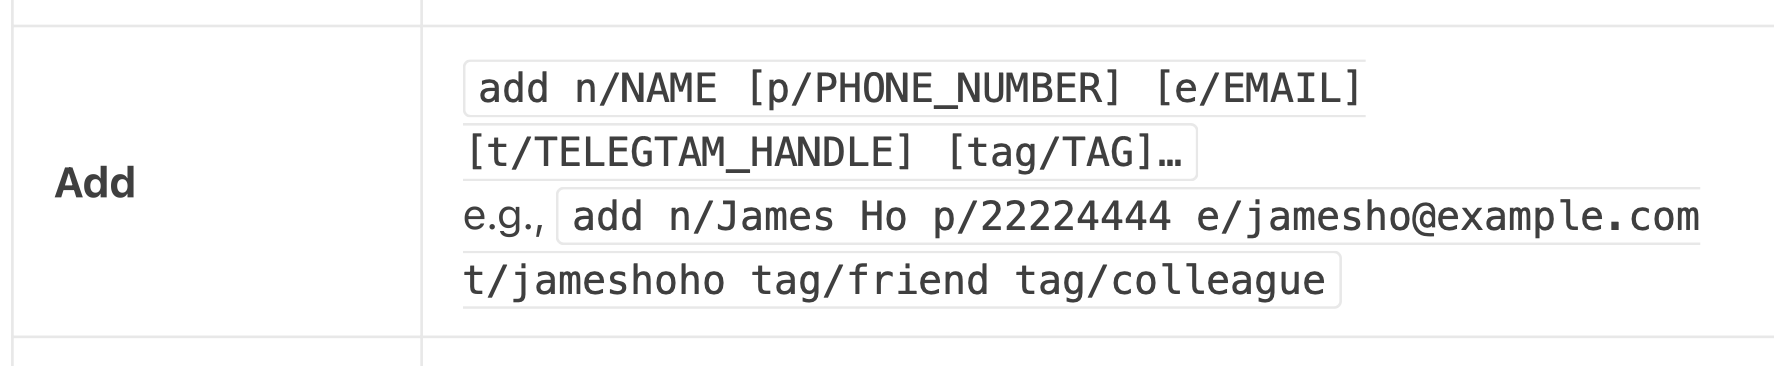 Add
add n/NAME [p/PHONE_NUMBER] [e/EMAIL]
[t/TELEGTAM_HANDLE] [tag/TAG]…
e.g., add n/James Ho p/22224444 e/jamesho@example.com
t/jameshoho tag/friend tag/colleague